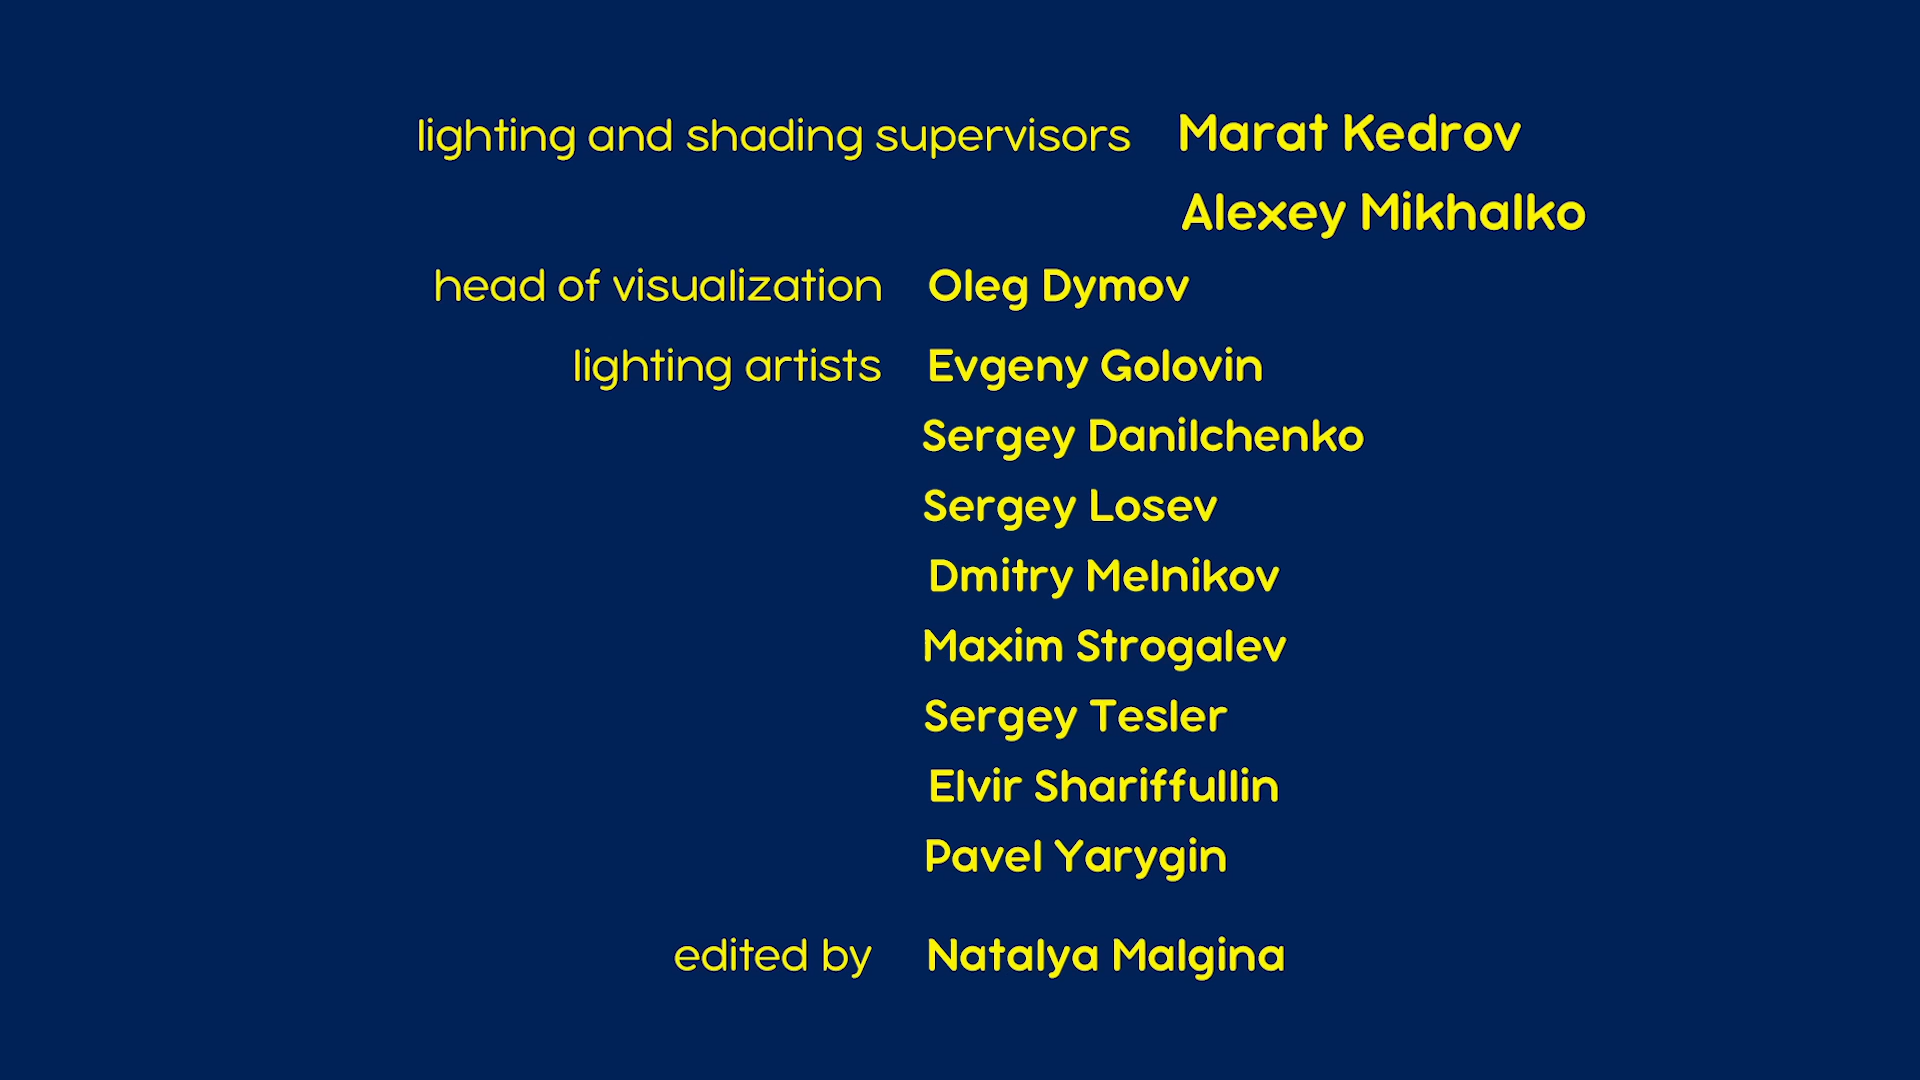 lighting and shading supervisors Marat Kedrov
Alexey Mikhalko
head of visualization Oleg Dymov
lighting artists Evgeny Golovin
Sergey Danilchenko
Sergey Losev
Dmitry Melnikov
Maxim Strogalev
Sergey Tesler
Elvir Shariffullin
Pavel Yarygin
edited by Natalya Malgina